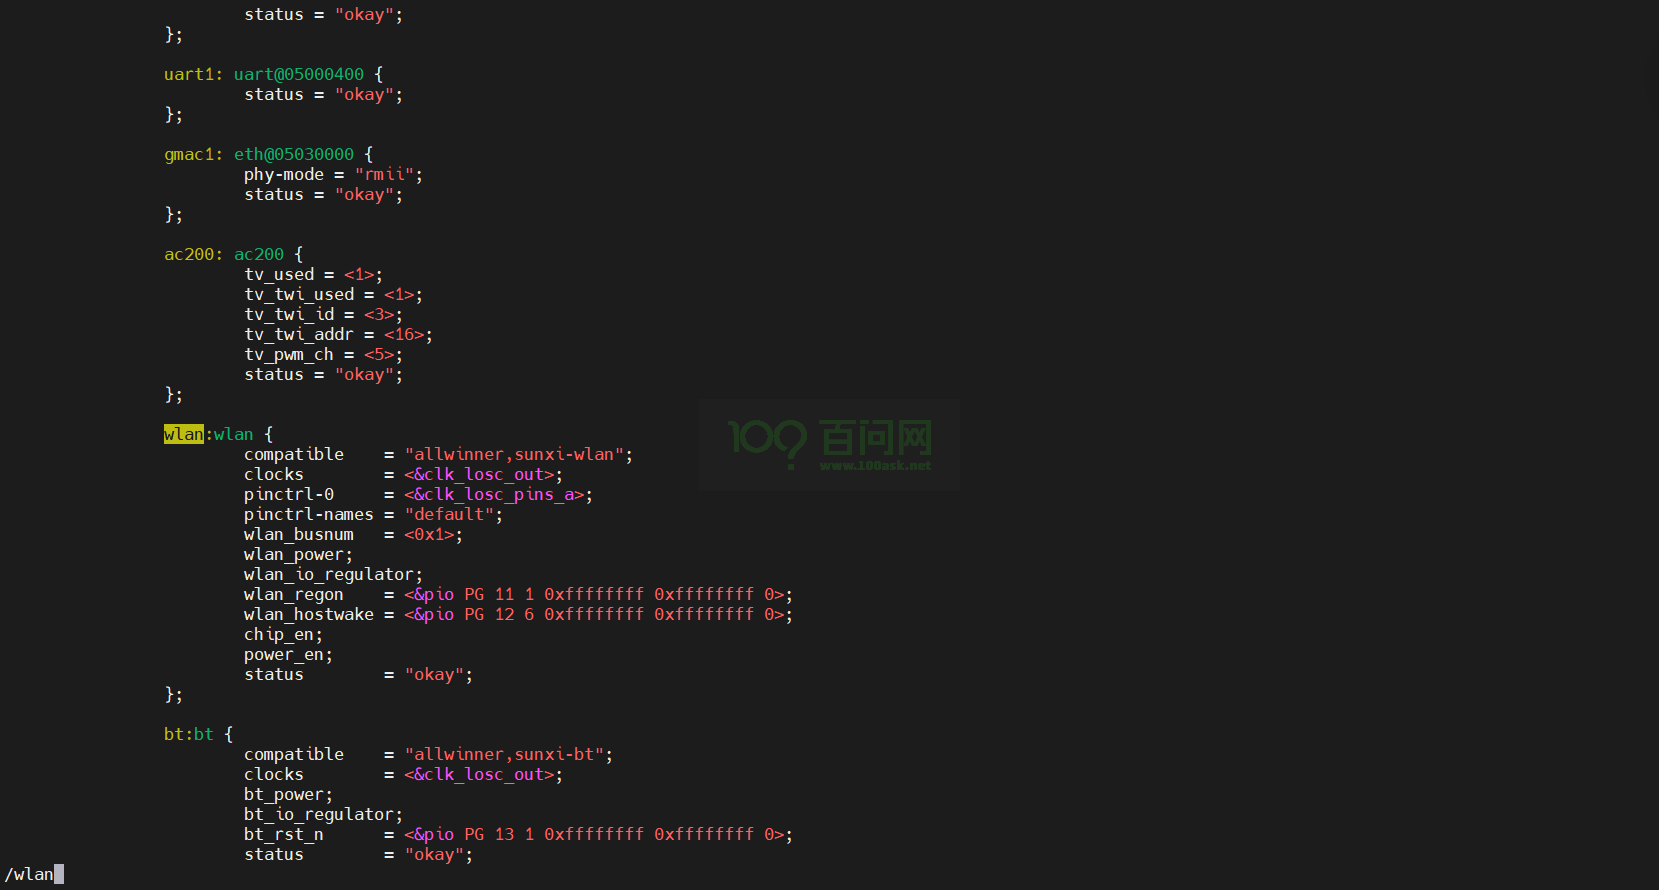 status = "okay";
};
uart1: uart@05000400 {
status = "okay";
};
gmac1: eth@05030000 {
phy-mode = "rmii";
status = "okay";
};
ac200: ac200 {
tv_used = <1>;
tv_twi_used = <1>;
tv_twi_id = <3>;
tv_twi_addr = <16>;
tv_pwm_ch = <5>;
status = "okay";
};
wlan:wlan {
compatible    = "allwinner,sunxi-wlan";
clocks        = <&clk_losc_out>;
pinctrl-0     = <&clk_losc_pins_a>;
pinctrl-names = "default";
wlan_busnum   = <0x1>;
wlan_power;
wlan_io_regulator;
wlan_regon    = <&pio PG 11 1 0xffffffff 0xffffffff 0>;
wlan_hostwake = <&pio PG 12 6 0xffffffff 0xffffffff 0>;
chip_en;
power_en;
status        = "okay";
};
bt:bt {
compatible    = "allwinner,sunxi-bt";
clocks        = <&clk_losc_out>;
bt_power;
bt_io_regulator;
bt_rst_n      = <&pio PG 13 1 0xffffffff 0xffffffff 0>;
status        = "okay";
/wlan
100? 百问网
www.100ask.net